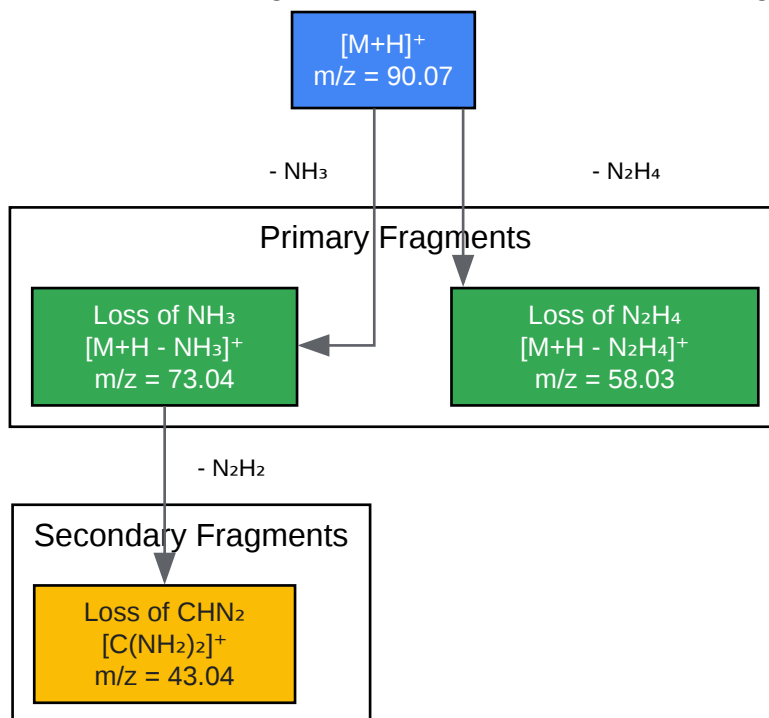 [M+H]⁺
m/z = 90.07
- NH₃
- N₂H₄
Primary Fragments
Loss of NH₃
[M+H - NH₃]⁺
m/z = 73.04
Loss of N₂H₄
[M+H - N₂H₄]⁺
m/z = 58.03
- N₂H₂
Secondary Fragments
Loss of CHN₂
[C(NH₂)₂]⁺
m/z = 43.04